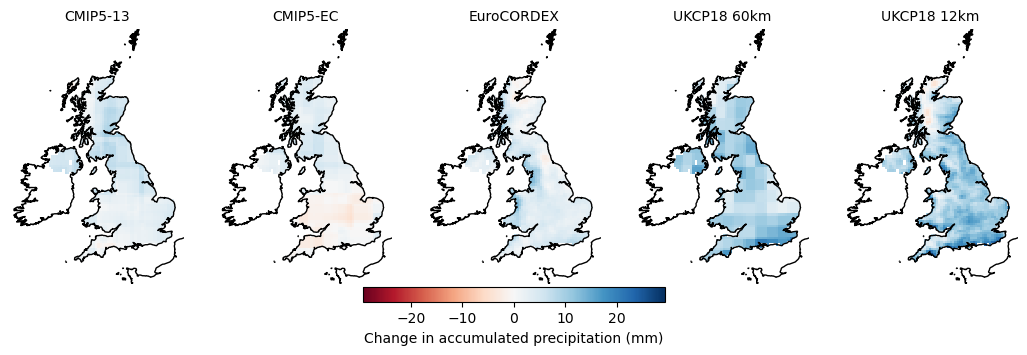 CMIP5-13 CMIP5-EC EuroCORDEX UKCP18 60km UKCP18 12km
−20 −10 0 10 20
Change in accumulated precipitation (mm)